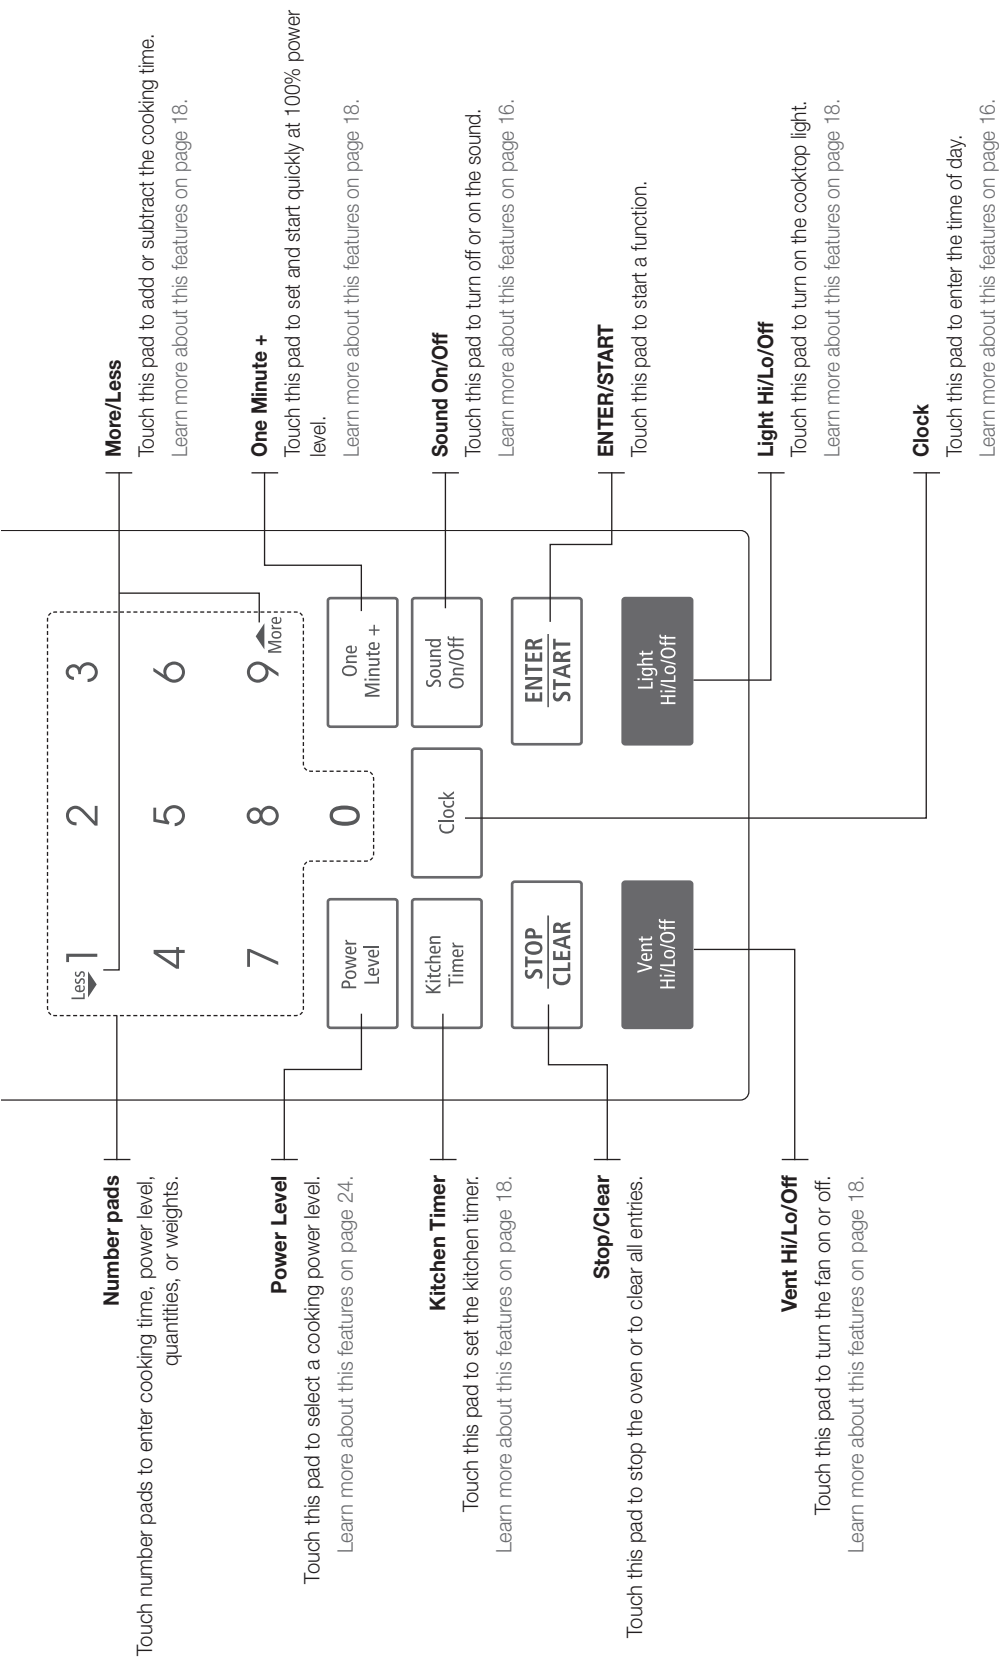 Number pads
Touch number pads to enter cooking time, power level,
quantities, or weights.
Power Level
Touch this pad to select a cooking power level.
Learn more about this features on page 24.
Kitchen Timer
Touch this pad to set the kitchen timer.
Learn more about this features on page 18.
Stop/Clear
Touch this pad to stop the oven or to clear all entries.
Vent Hi/Lo/Off
Touch this pad to turn the fan on or off.
Learn more about this features on page 18.
Less 1 2 3
4 5 6
7 8 9 More
0
Power
Level
One
Minute +
Kitchen
Timer
Clock
Sound
On/Off
STOP
CLEAR
ENTER
START
Vent
Hi/Lo/Off
Light
Hi/Lo/Off
More/Less
Touch this pad to add or subtract the cooking time.
Learn more about this features on page 18.
One Minute +
Touch this pad to set and start quickly at 100% power
level.
Learn more about this features on page 18.
Sound On/Off
Touch this pad to turn off or on the sound.
Learn more about this features on page 16.
ENTER/START
Touch this pad to start a function.
Light Hi/Lo/Off
Touch this pad to turn on the cooktop light.
Learn more about this features on page 18.
Clock
Touch this pad to enter the time of day.
Learn more about this features on page 16.